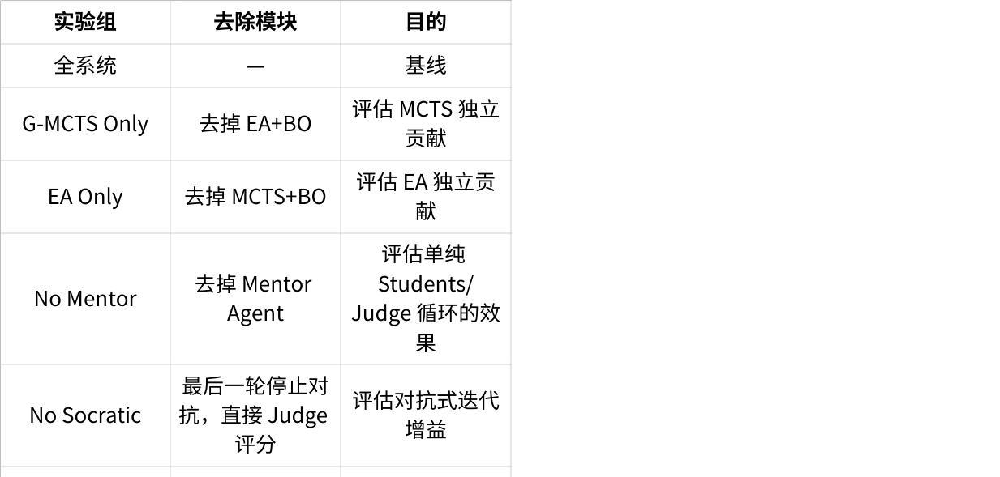 实验组 去除模块 目的
全系统 — 基线
G-MCTS Only 去掉 EA+BO 评估 MCTS 独立
贡献
EA Only 去掉 MCTS+BO 评估 EA 独立贡
献
No Mentor 去掉 Mentor
Agent 评估单纯
Students/
Judge 循环的效
果
No Socratic 最后一轮停止对
抗，直接 Judge
评分 评估对抗式迭代
增益